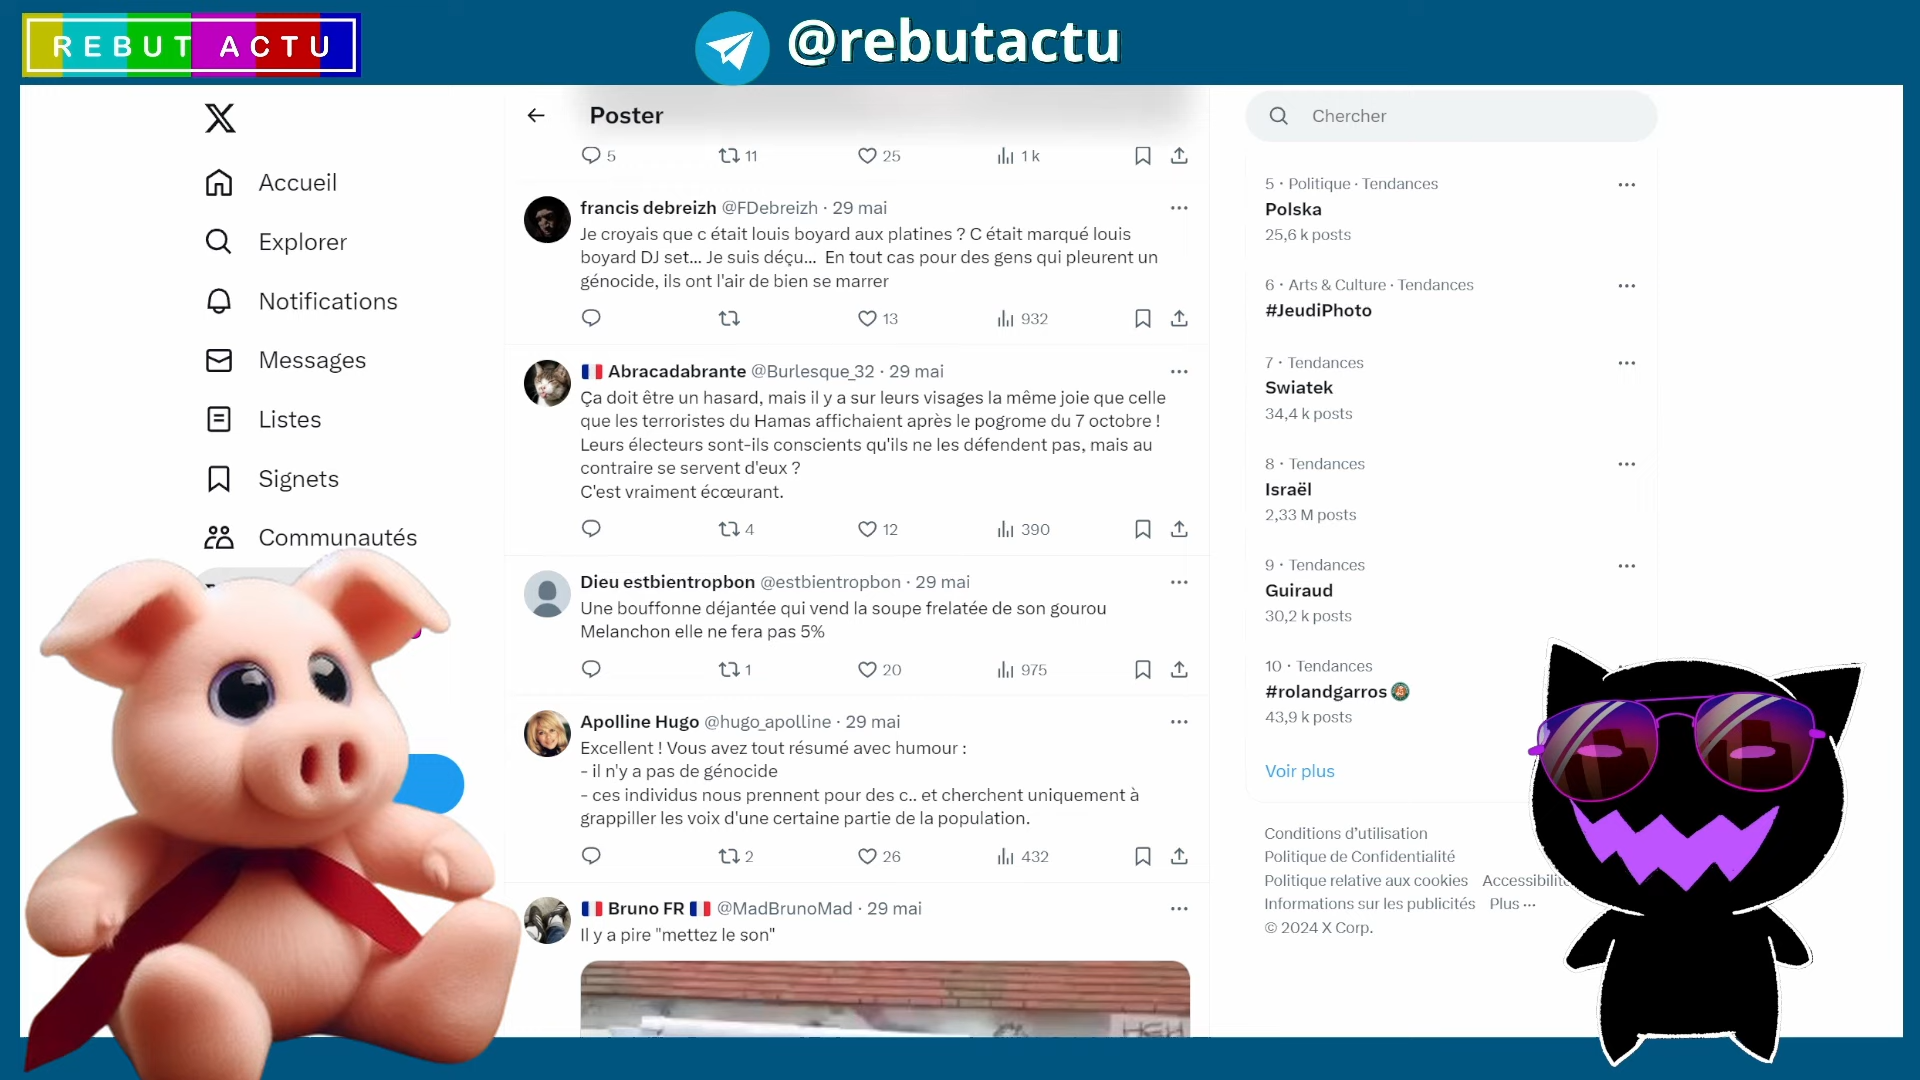 REBUT ACTU
@rebutactu
Accueil
Explorer
Notifications
Messages
Listes
Signets
Communautés
Poster
5 11 25 1 k
francis debreizh @FDebreizh · 29 mai
Je croyais que c était louis boyard aux platines ? C était marqué louis
boyard DJ set... Je suis déçu... En tout cas pour des gens qui pleurent un
génocide, ils ont l'air de bien se marrer
13 932
Abracadabrante @Burlesque_32 · 29 mai
Ça doit être un hasard, mais il y a sur leurs visages la même joie que celle
que les terroristes du Hamas affichaient après le pogrome du 7 octobre !
Leurs électeurs sont-ils conscients qu'ils ne les défendent pas, mais au
contraire se servent d'eux ?
C'est vraiment écœurant.
4 12 390
Dieu estbientropbon @estbientropbon · 29 mai
Une bouffonne déjantée qui vend la soupe frelatée de son gourou
Melanchon elle ne fera pas 5%
1 20 975
Apolline Hugo @hugo_apolline · 29 mai
Excellent ! Vous avez tout résumé avec humour :
- il n'y a pas de génocide
- ces individus nous prennent pour des c.. et cherchent uniquement à
grappiller les voix d'une certaine partie de la population.
2 26 432
Bruno FR @MadBrunoMad · 29 mai
Il y a pire "mettez le son"
Chercher
5 · Politique · Tendances
Polska
25,6 k posts
6 · Arts & Culture · Tendances
#JeudiPhoto
7 · Tendances
Swiatek
34,4 k posts
8 · Tendances
Israël
2,33 M posts
9 · Tendances
Guiraud
30,2 k posts
10 · Tendances
#rolandgarros
43,9 k posts
Voir plus
Conditions d'utilisation
Politique de Confidentialité
Politique relative aux cookies Accessibilité
Informations sur les publicités Plus ...
© 2024 X Corp.